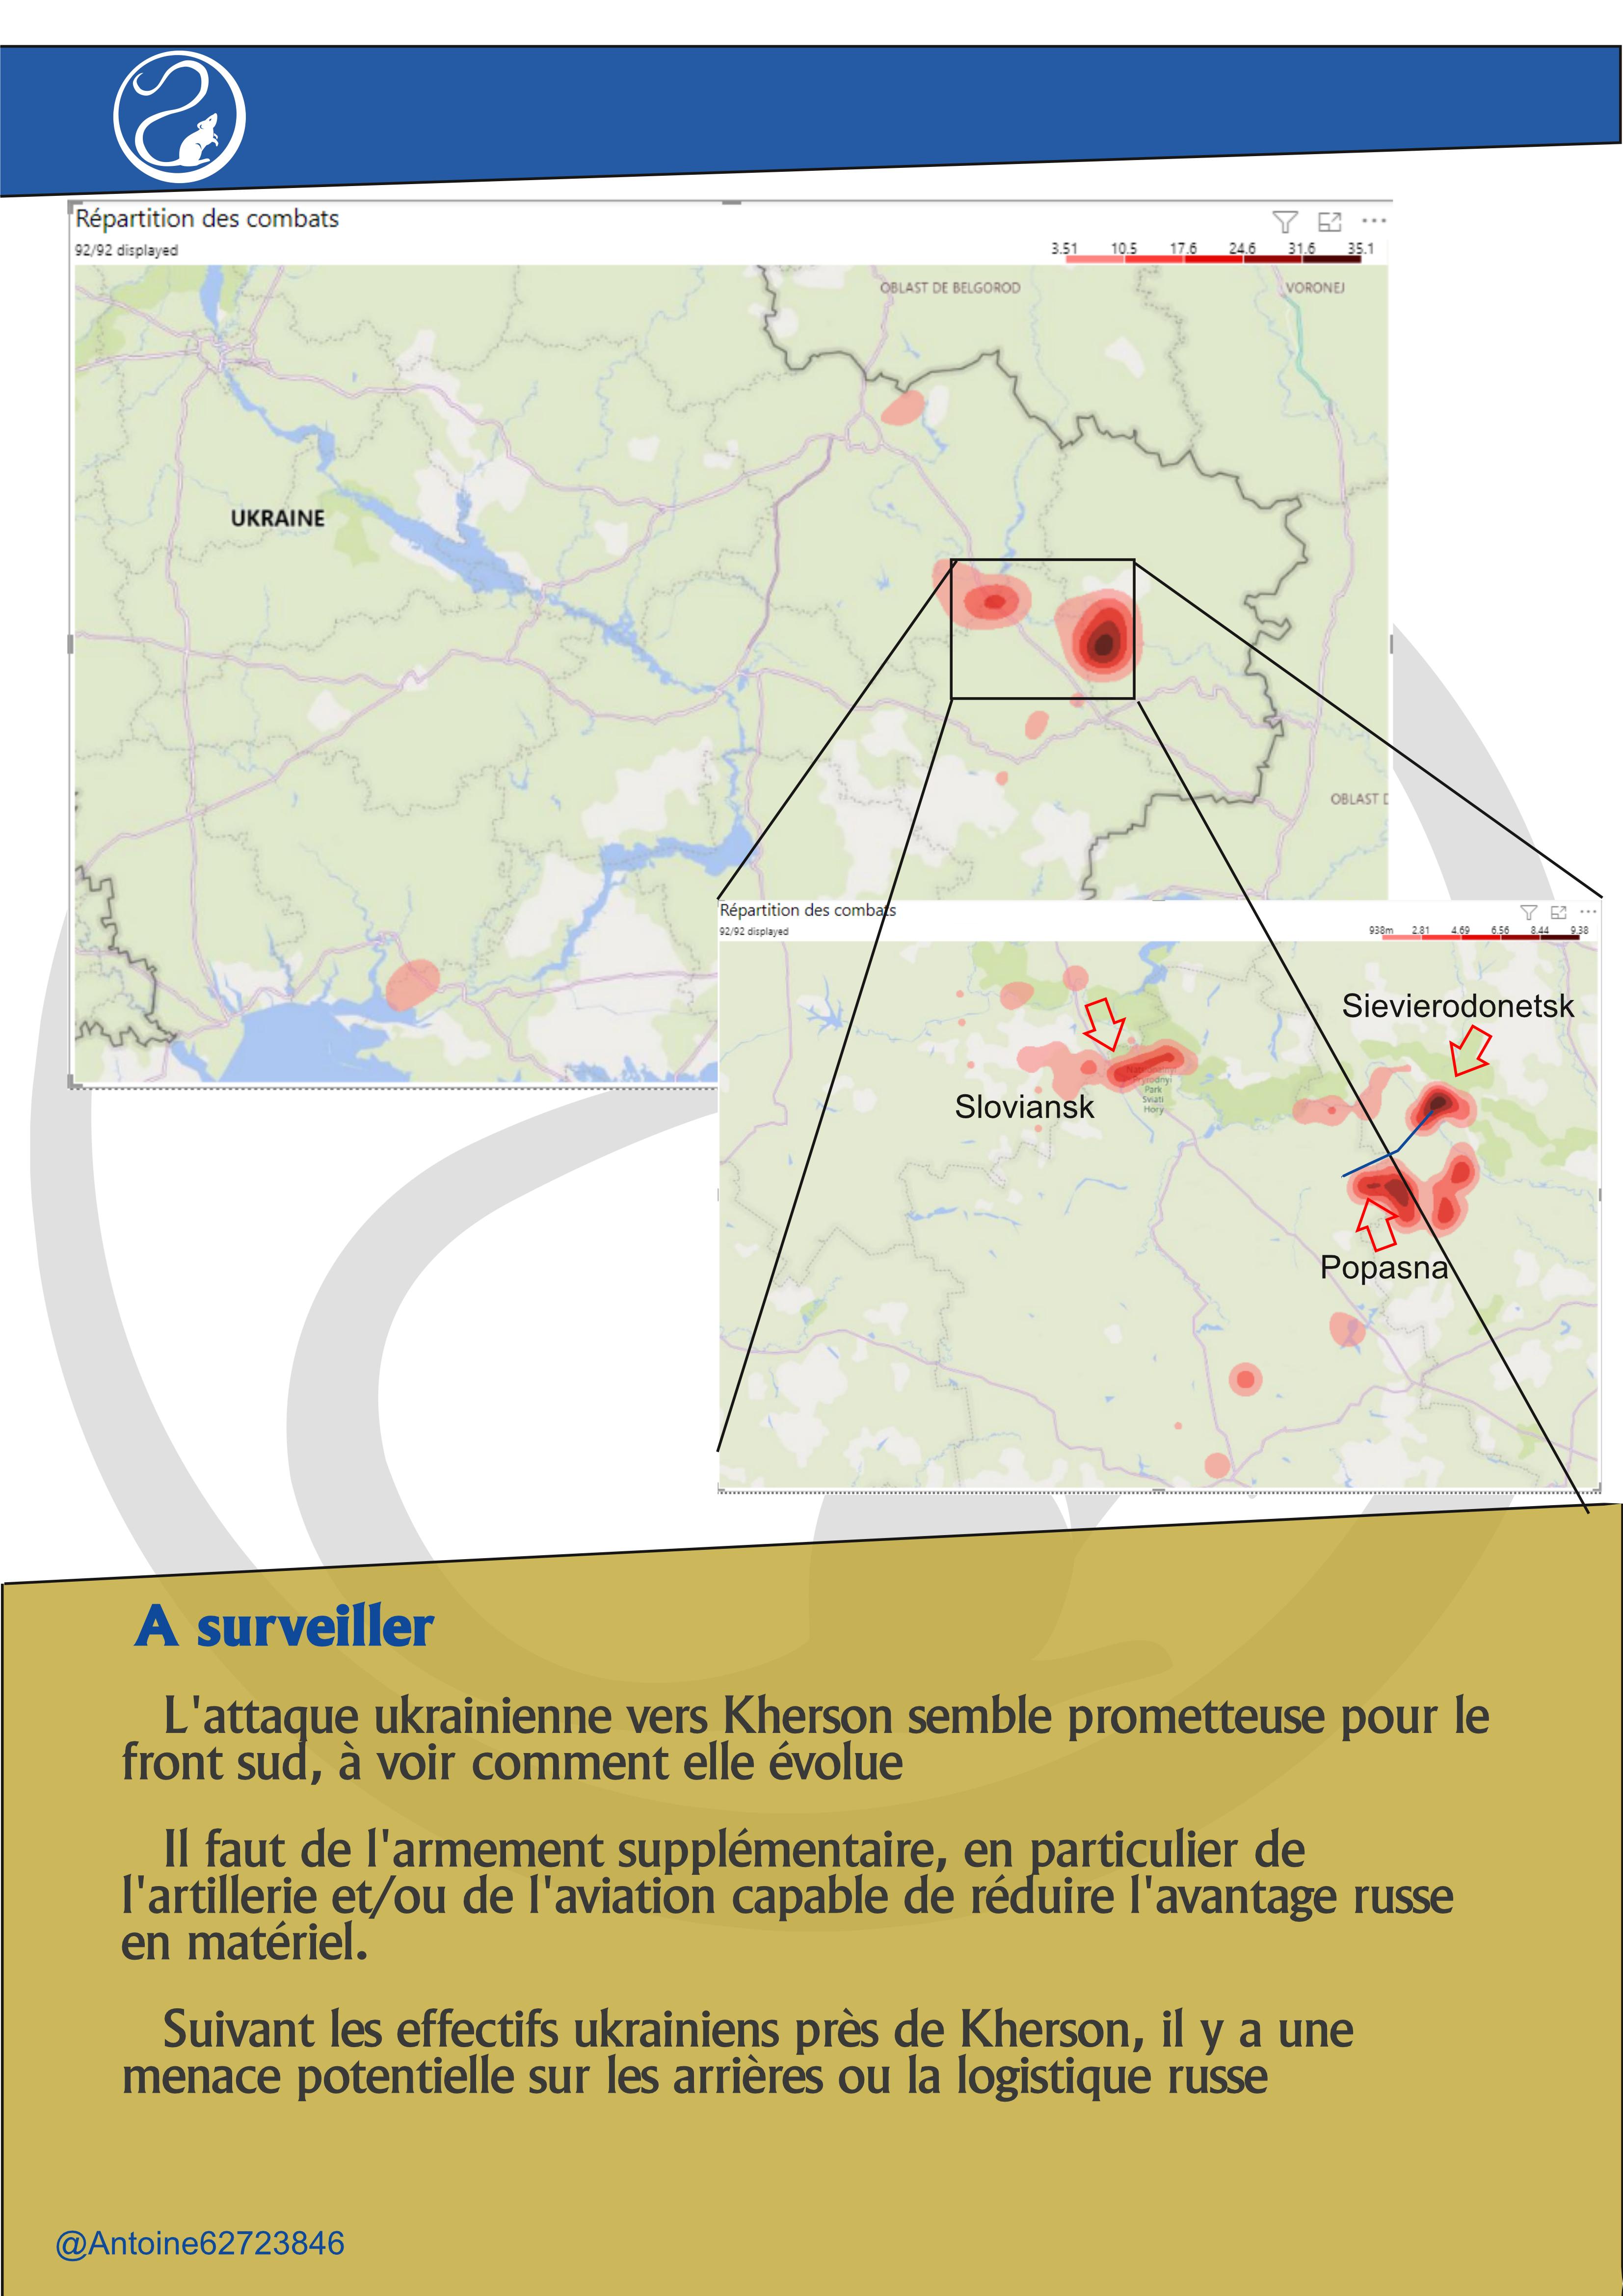 Répartition des combats
92/92 displayed
3.51 10.5 17.6 24.6 31.6 35.1
OBLAST DE BELGOROD
VORONEJ
UKRAINE
OBLAST D
Répartition des combats
92/92 displayed
938m 2.81 4.69 6.56 8.44 9.38
Sievierodonetsk
Sloviansk
Park
Sviati
Hory
Popasna
A surveiller
L'attaque ukrainienne vers Kherson semble prometteuse pour le
front sud, à voir comment elle évolue
Il faut de l'armement supplémentaire, en particulier de
l'artillerie et/ou de l'aviation capable de réduire l'avantage russe
en matériel.
Suivant les effectifs ukrainiens près de Kherson, il y a une
menace potentielle sur les arrières ou la logistique russe
@Antoine62723846